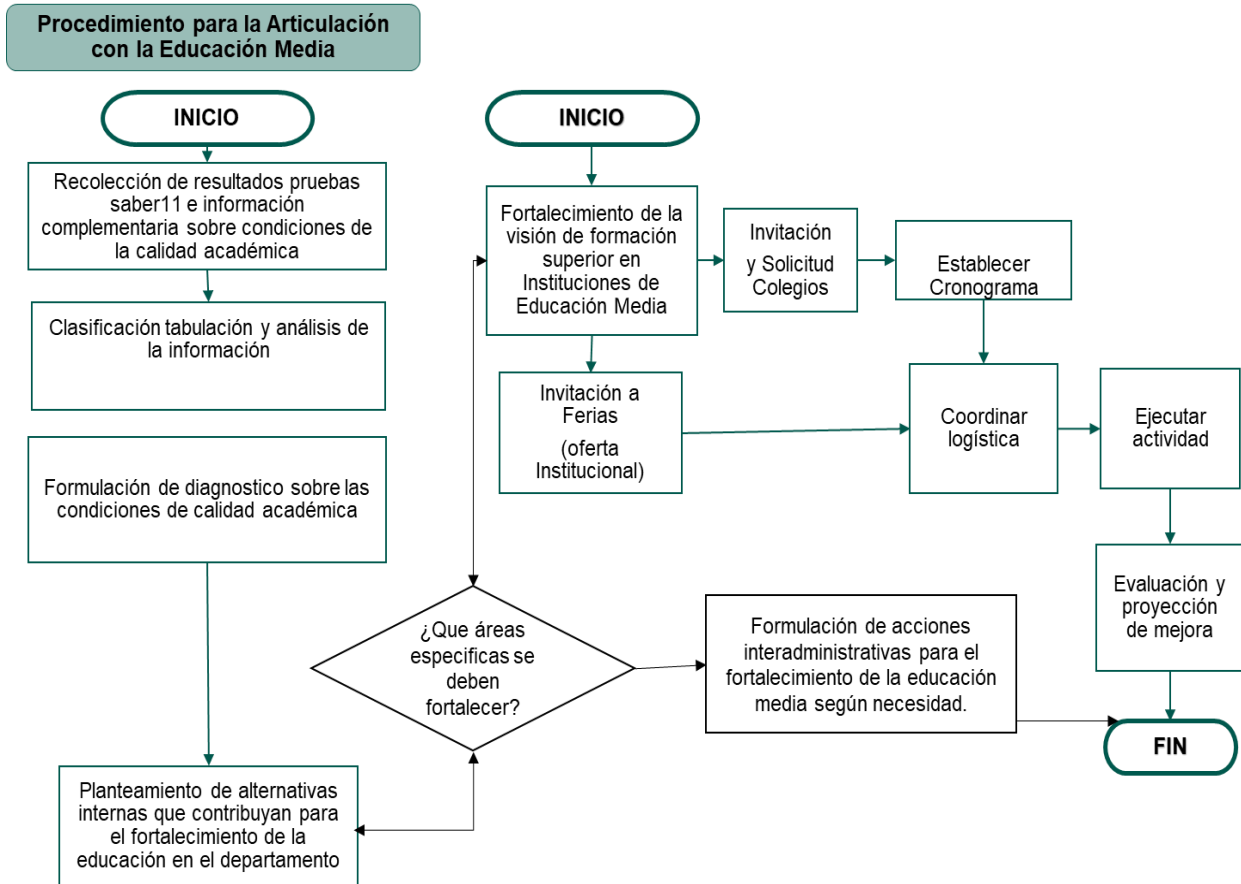 Procedimiento para la Articulación
con la Educación Media
INICIO
Recolección de resultados pruebas
saber11 e información
complementaria sobre condiciones de
la calidad académica
Clasificación tabulación y análisis de
la información
Formulación de diagnostico sobre las
condiciones de calidad académica
Planteamiento de alternativas
internas que contribuyan para
el fortalecimiento de la
educación en el departamento
INICIO
Fortalecimiento de la
visión de formación
superior en
Instituciones de
Educación Media
Invitación
y Solicitud
Colegios
Establecer
Cronograma
Invitación a
Ferias
(oferta
Institucional)
Coordinar
logística
Ejecutar
actividad
Evaluación y
proyección
de mejora
¿Que áreas
especificas se
deben
fortalecer?
Formulación de acciones
interadministrativas para el
fortalecimiento de la educación
media según necesidad.
FIN